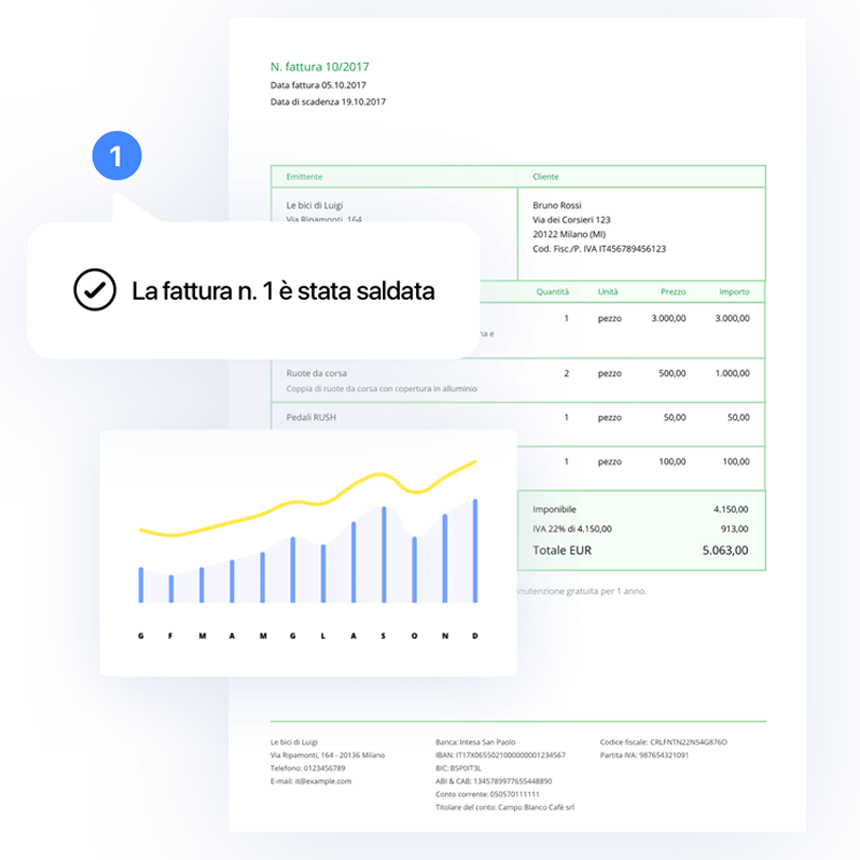 N. fattura 10/2017
Data fattura 05.10.2017
Data di scadenza 19.10.2017
1
Emittente Cliente
Le bici di Luigi Bruno Rossi
Via Ripamonti, 164 Via dei Corsieri 123
20122 Milano (MI)
Cod. Fisc./P. IVA IT456789456123
La fattura n. 1 è stata saldata
Quantità Unità Prezzo Importo
1 pezzo 3.000,00 3.000,00
e
Ruote da corsa 2 pezzo 500,00 1.000,00
Coppia di ruote da corsa con copertura in alluminio
Pedali RUSH 1 pezzo 50,00 50,00
1 pezzo 100,00 100,00
Imponibile 4.150,00
IVA 22% di 4.150,00 913,00
Totale EUR 5.063,00
gratuita per 1 anno.
G F M A M G L A S O N D
Le bici di Luigi Banca: Intesa San Paolo Codice fiscale: CRLFNTN22N54G876O
Via Ripamonti, 164 - 20136 Milano IBAN: IT17X0655021000000001234567 Partita IVA: 987654321091
Telefono: 0123456789 BIC: BSPOIT3L
E-mail: it@example.com ABI & CAB: 1345789977655448890
Conto corrente: 050570111111
Titolare del conto: Campo Blanco Cafè srl